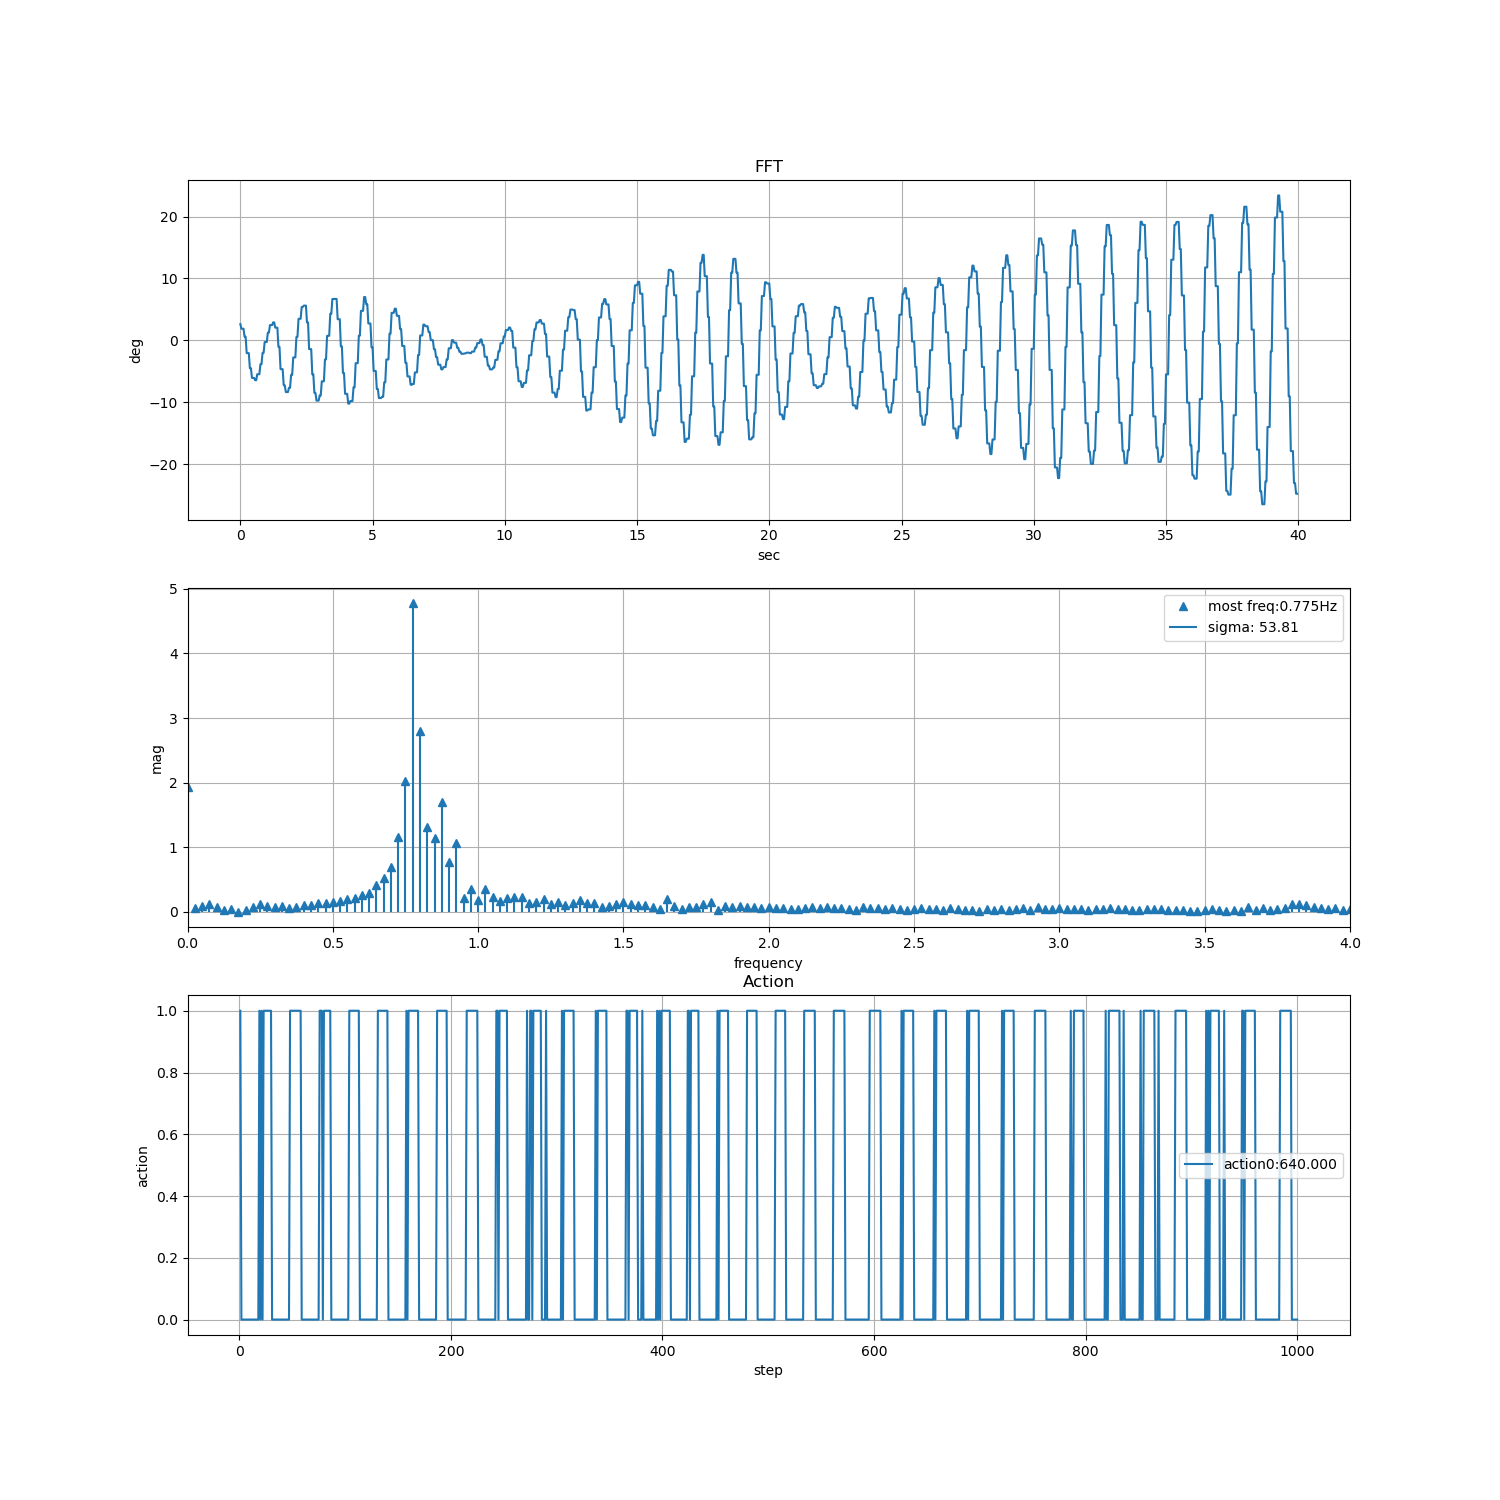 FFT
20
10
0
−10
−20
deg
0 5 10 15 20 25 30 35 40
sec
5
4
3
2
1
0
mag
most freq:0.775Hz
sigma: 53.81
0.0 0.5 1.0 1.5 2.0 2.5 3.0 3.5 4.0
frequency
Action
1.0
0.8
0.6
0.4
0.2
0.0
action
action0:640.000
0 200 400 600 800 1000
step